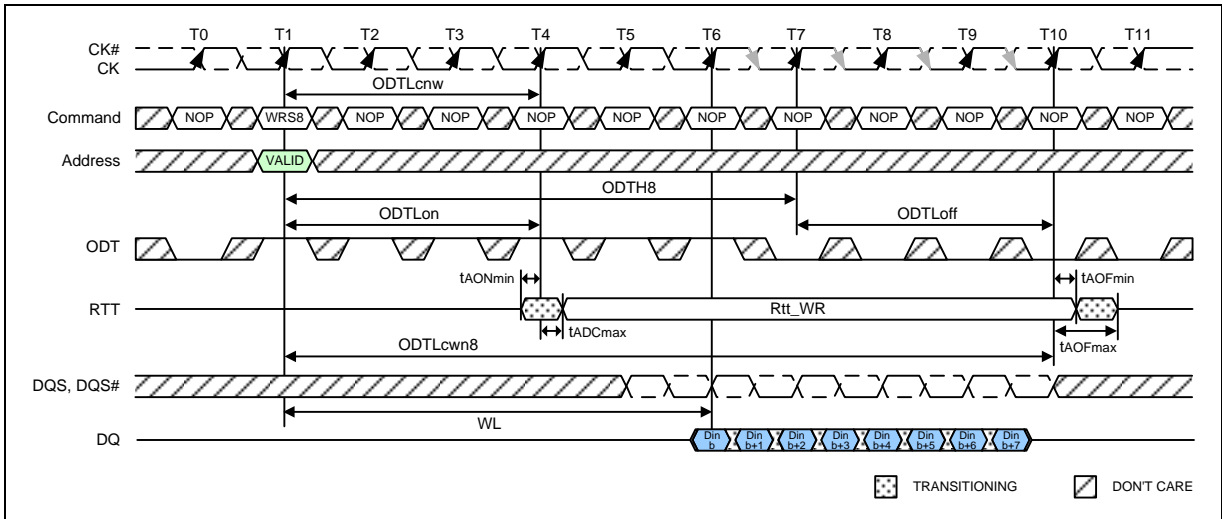 T0 T1 T2 T3 T4 T5 T6 T7 T8 T9 T10 T11
CK#
CK
ODTLcnw
Command NOP WRS8 NOP NOP NOP NOP NOP NOP NOP NOP NOP NOP
Address VALID
ODTH8
ODTLon ODTLoff
ODT
tAONmin tAOFmin
RTT Rtt_WR
tADCmax tAOFmax
ODTLcwn8
DQS, DQS#
WL
DQ Din b Din b+1 Din b+2 Din b+3 Din b+4 Din b+5 Din b+6 Din b+7
TRANSITIONING DON'T CARE